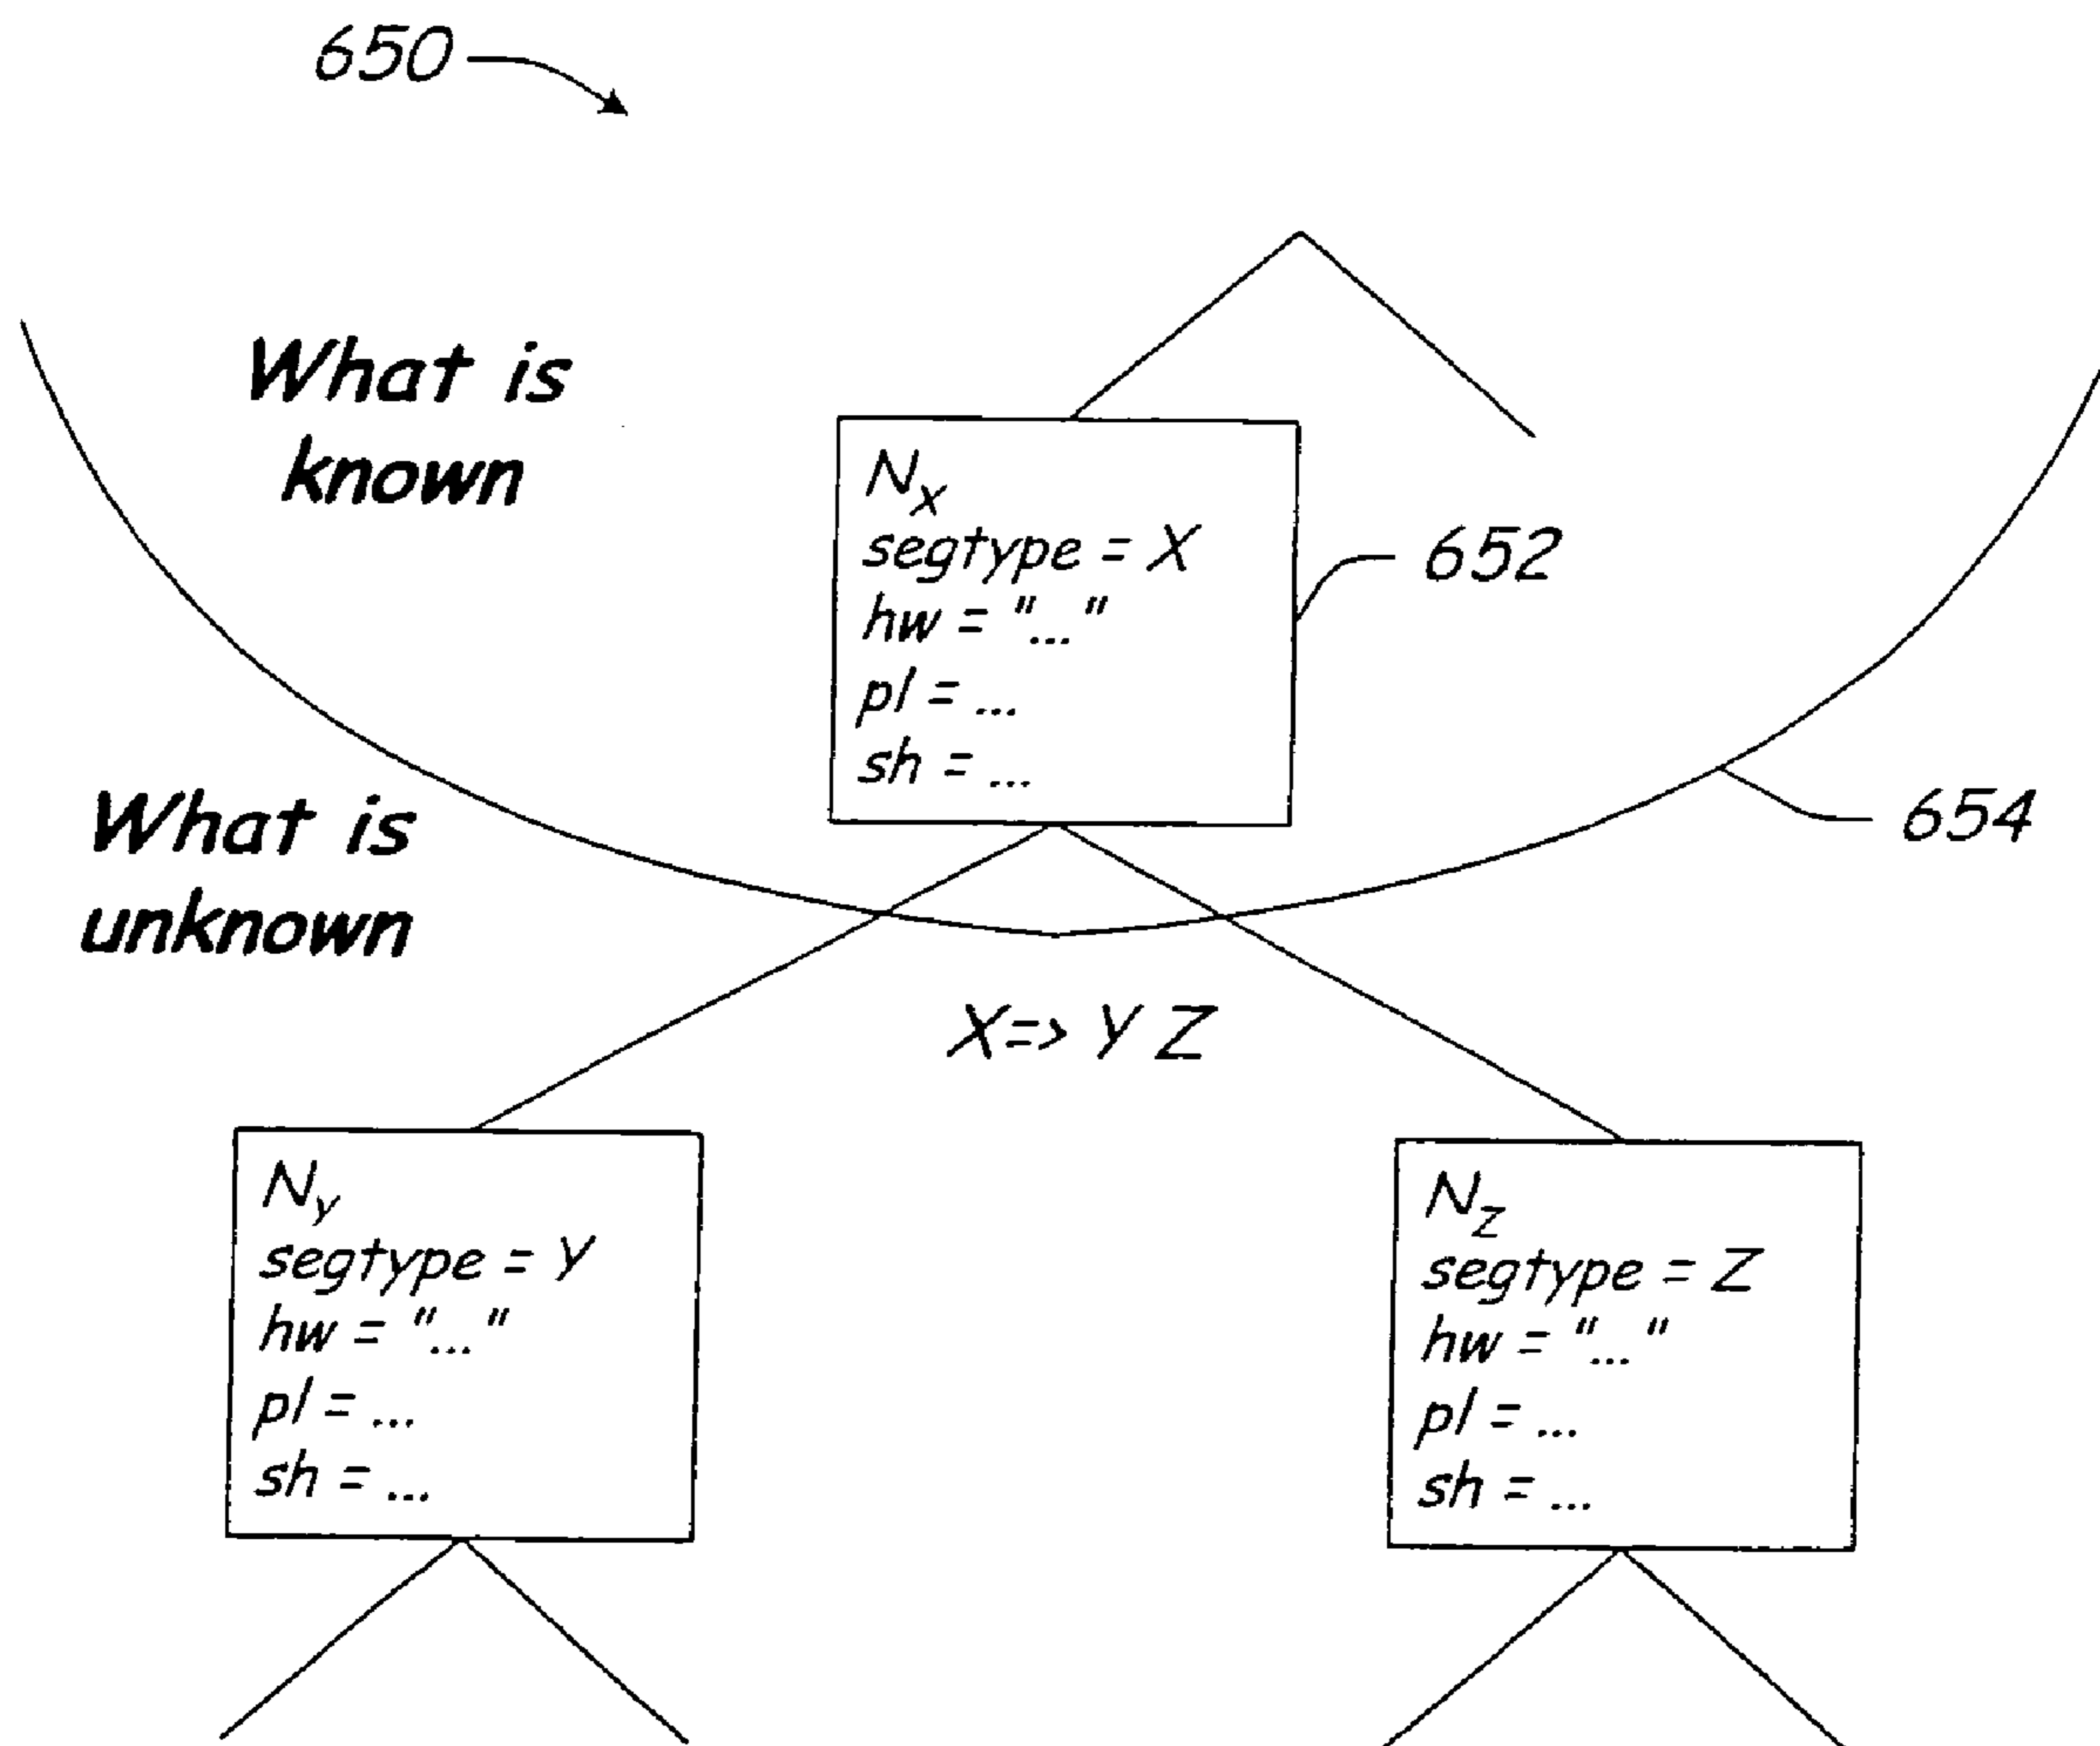 650
What is
known
N_X
segtype = X
hw = "..."
pl = ...
sh = ...
652
What is
unknown
654
X=> Y Z
N_Y
segtype = Y
hw = "..."
pl = ...
sh = ...
N_Z
segtype = Z
hw = "..."
pl = ...
sh = ...